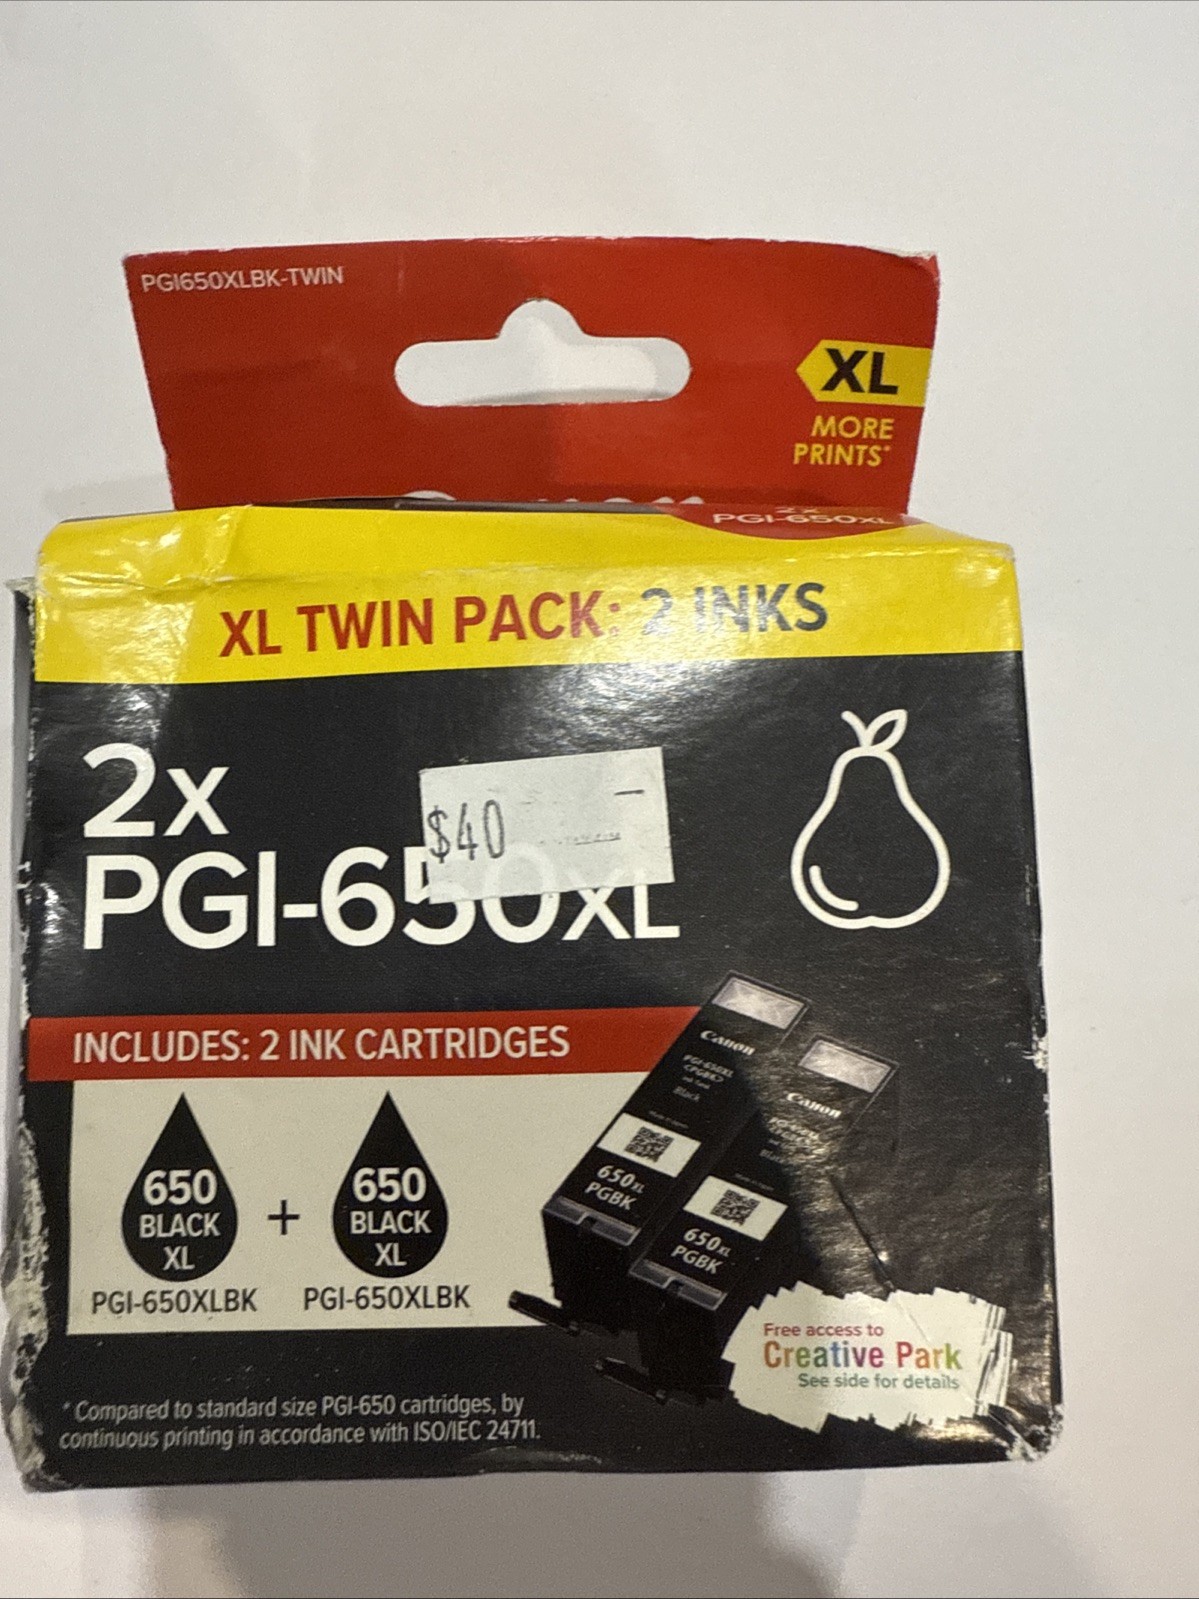 PGI650XLBK-TWIN
XL
MORE
PRINTS*
2x
PGI-650XL
XL TWIN PACK: 2 INKS
2x
$40 —
PGI-650XL
INCLUDES: 2 INK CARTRIDGES
650
BLACK
XL
+
650
BLACK
XL
PGI-650XLBK
PGI-650XLBK
Canon
PGI-650XL
Black
650XL
PGBK
Canon
650XL
PGBK
Free access to
Creative Park
See side for details
* Compared to standard size PGI-650 cartridges, by
continuous printing in accordance with ISO/IEC 24711.